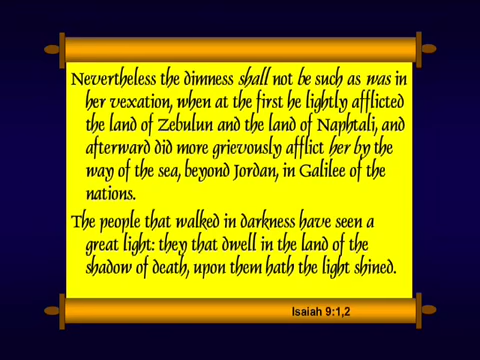 Nevertheless the dimness shall not be such as was in
her vexation, when at the first he lightly afflicted
the land of Zebulun and the land of Naphtali, and
afterward did more grievously afflict her by the
way of the sea, beyond Jordan, in Galilee of the
nations.
The people that walked in darkness have seen a
great light: they that dwell in the land of the
shadow of death, upon them hath the light shined.
Isaiah 9:1,2